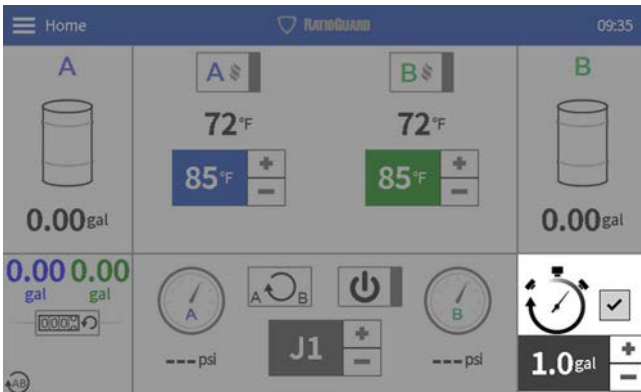 Home
RATIOGUARD
09:35
A
A
B
B
72°F
72°F
85°F
+
−
85°F
+
−
0.00gal
0.00gal
0.00 gal
0.00 gal
A B
A
B
J1
+
−
---psi
---psi
1.0gal
+
−
AB